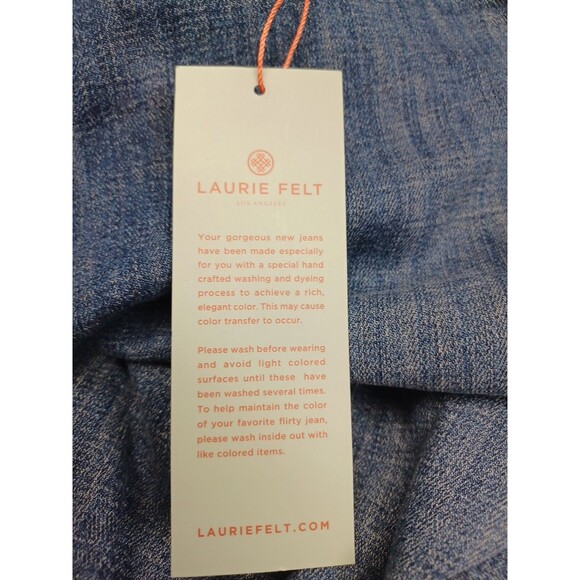 LAURIE FELT
LOS ANGELES
Your gorgeous new jeans
have been made especially
for you with a special hand
crafted washing and dyeing
process to achieve a rich,
elegant color. This may cause
color transfer to occur.
Please wash before wearing
and avoid light colored
surfaces until these have
been washed several times.
To help maintain the color
of your favorite flirty jean,
please wash inside out with
like colored items.
LAURIEFELT.COM